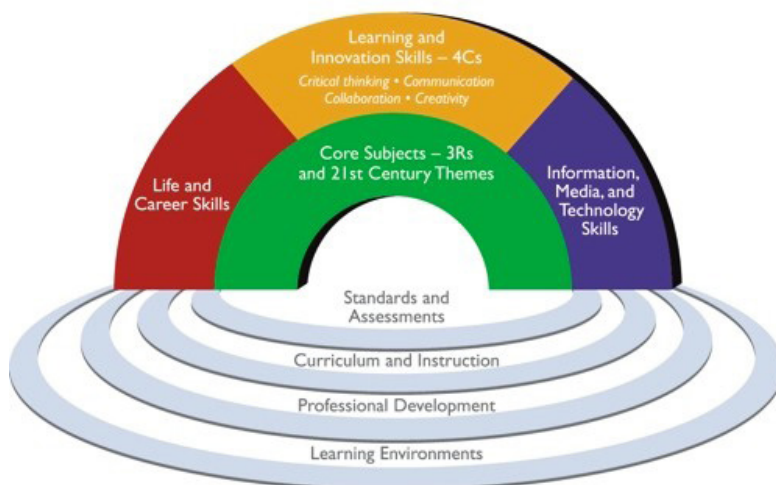 Learning and
Innovation Skills – 4Cs
Critical thinking • Communication
Collaboration • Creativity
Core Subjects – 3Rs
and 21st Century Themes
Life and
Career Skills
Information,
Media, and
Technology
Skills
Standards and
Assessments
Curriculum and Instruction
Professional Development
Learning Environments